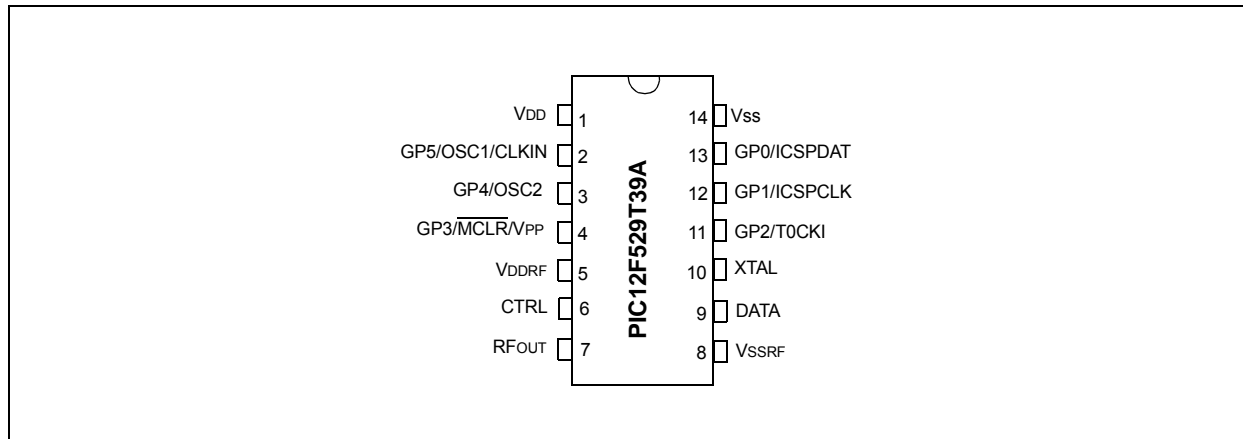 VDD 1
GP5/OSC1/CLKIN 2
GP4/OSC2 3
GP3/MCLR/VPP 4
VDDRF 5
CTRL 6
RFOUT 7
PIC12F529T39A
14 Vss
13 GP0/ICSPDAT
12 GP1/ICSPCLK
11 GP2/T0CKI
10 XTAL
9 DATA
8 VSSRF